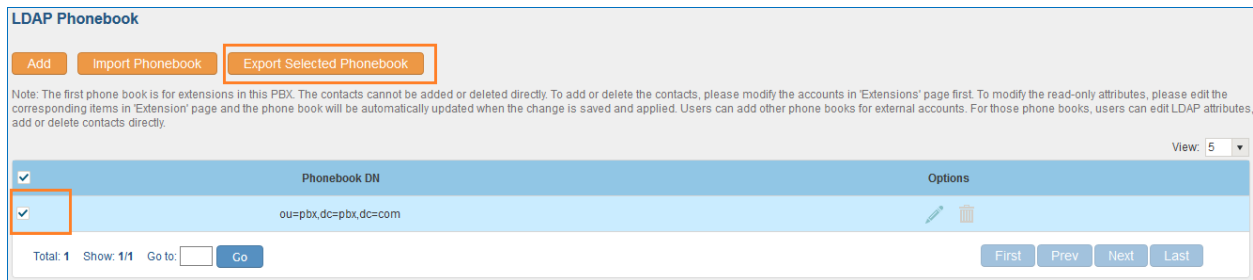 LDAP Phonebook
Add Import Phonebook Export Selected Phonebook
Note: The first phone book is for extensions in this PBX. The contacts cannot be added or deleted directly. To add or delete the contacts, please modify the accounts in 'Extensions' page first. To modify the read-only attributes, please edit the
corresponding items in 'Extension' page and the phone book will be automatically updated when the change is saved and applied. Users can add other phone books for external accounts. For those phone books, users can edit LDAP attributes,
add or delete contacts directly.
View: 5
Phonebook DN Options
ou=pbx,dc=pbx,dc=com
Total: 1 Show: 1/1 Go to: Go First Prev Next Last